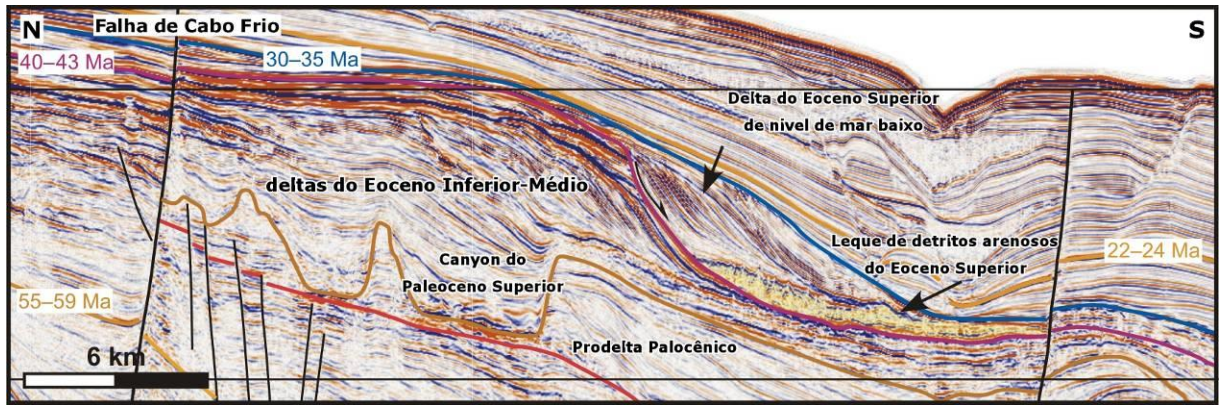 N
Falha de Cabo Frio
S
40–43 Ma
30–35 Ma
Delta do Eoceno Superior
de nivel de mar baixo
deltas do Eoceno Inferior-Médio
Leque de detritos arenosos
do Eoceno Superior
22–24 Ma
Canyon do
Paleoceno Superior
55–59 Ma
Prodelta Palocênico
6 km